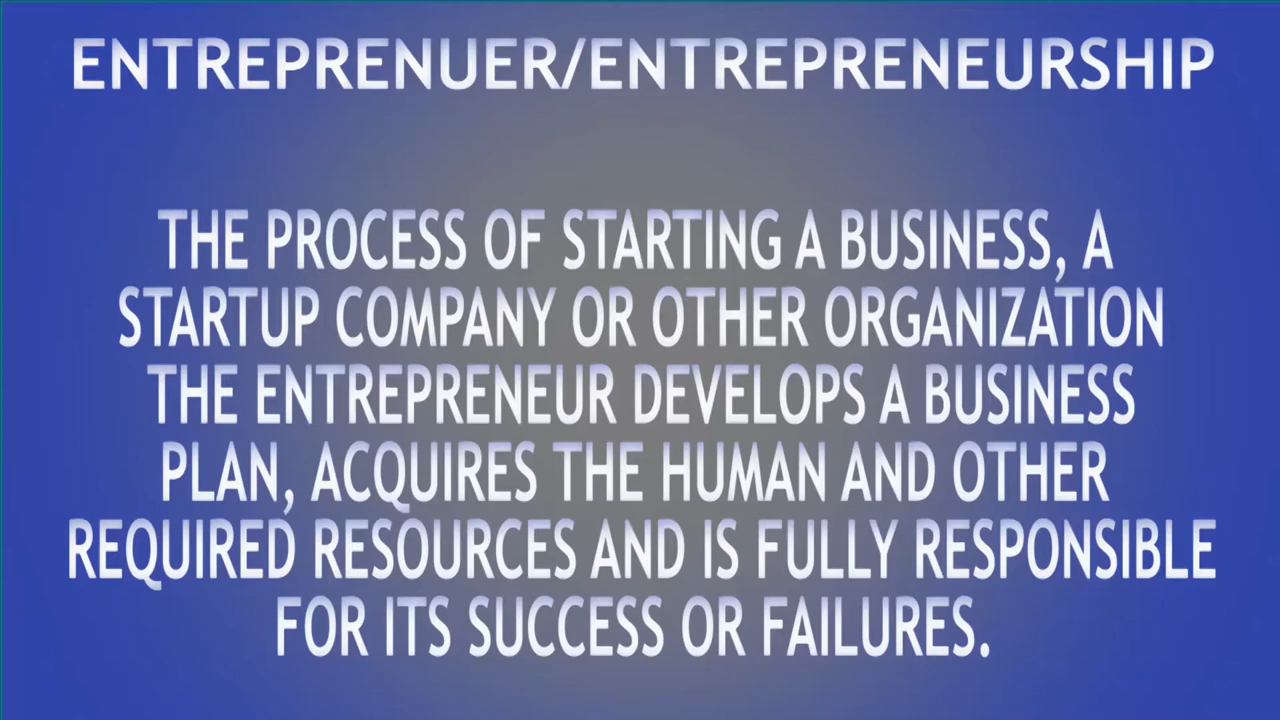 ENTREPRENUER/ENTREPRENEURSHIP
THE PROCESS OF STARTING A BUSINESS, A
STARTUP COMPANY OR OTHER ORGANIZATION
THE ENTREPRENEUR DEVELOPS A BUSINESS
PLAN, ACQUIRES THE HUMAN AND OTHER
REQUIRED RESOURCES AND IS FULLY RESPONSIBLE
FOR ITS SUCCESS OR FAILURES.